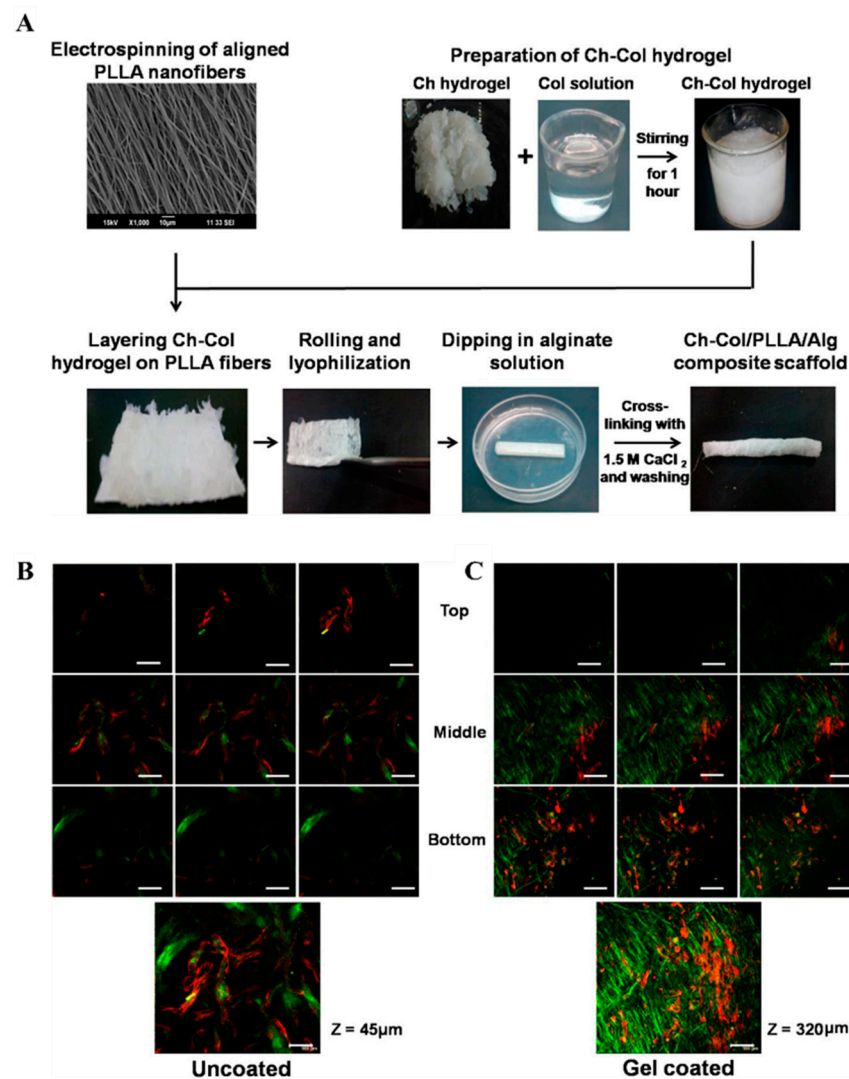 A
Electrospinning of aligned
PLLA nanofibers
15kV X1,000 10µm 11 33 SEI
Preparation of Ch-Col hydrogel
Ch hydrogel
Col solution
Ch-Col hydrogel
+
Stirring
for 1
hour
Layering Ch-Col
hydrogel on PLLA fibers
Rolling and
lyophilization
Dipping in alginate
solution
Cross-
linking with
1.5 M CaCl2
and washing
Ch-Col/PLLA/Alg
composite scaffold
B
C
Top
Middle
Bottom
Z = 45µm
Uncoated
Z = 320µm
Gel coated